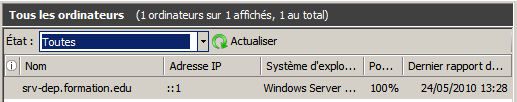 Tous les ordinateurs (1 ordinateurs sur 1 affichés, 1 au total)
État : Toutes Actualiser
Nom Adresse IP Système d'explo... Po... Dernier rapport d...
srv-dep.formation.edu ::1 Windows Server ... 100% 24/05/2010 13:28